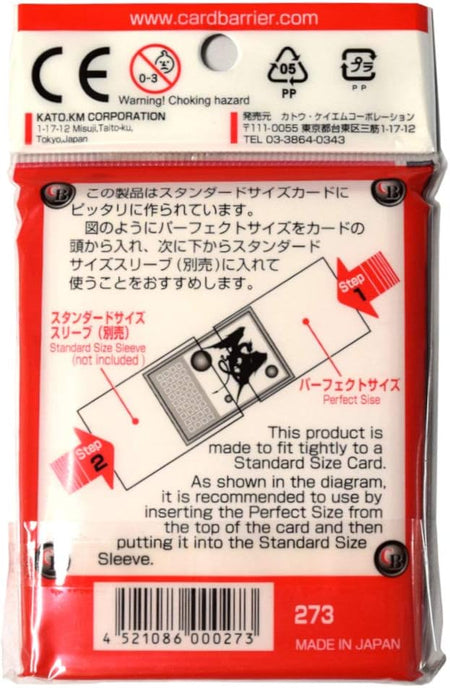 www.cardbarrier.com
CE
0-3
05
PP
プラ
PP
Warning! Choking hazard
KATO.KM CORPORATION
1-17-12 Misuji,Taito-ku,
Tokyo,Japan
発売元 カトウ・ケイエムコーポレーション
〒111-0055 東京都台東区三筋1-17-12
TEL 03-3864-0343
CB
CB
この製品はスタンダードサイズカードに
ピッタリに作られています。
図のようにパーフェクトサイズをカードの
頭から入れ、次に下からスタンダード
サイズスリーブ(別売)に入れて
使うことをおすすめします。
Step 1
スタンダードサイズ
スリーブ(別売)
Standard Size Sleeve
(not included)
パーフェクトサイズ
Perfect Sise
Step 2
This product is
made to fit tightly to a
Standard Size Card.
As shown in the diagram,
it is recommended to use by
inserting the Perfect Size from
the top of the card and then
putting it into the Standard Size
Sleeve.
CB
CB
4 521086 000273
273
MADE IN JAPAN